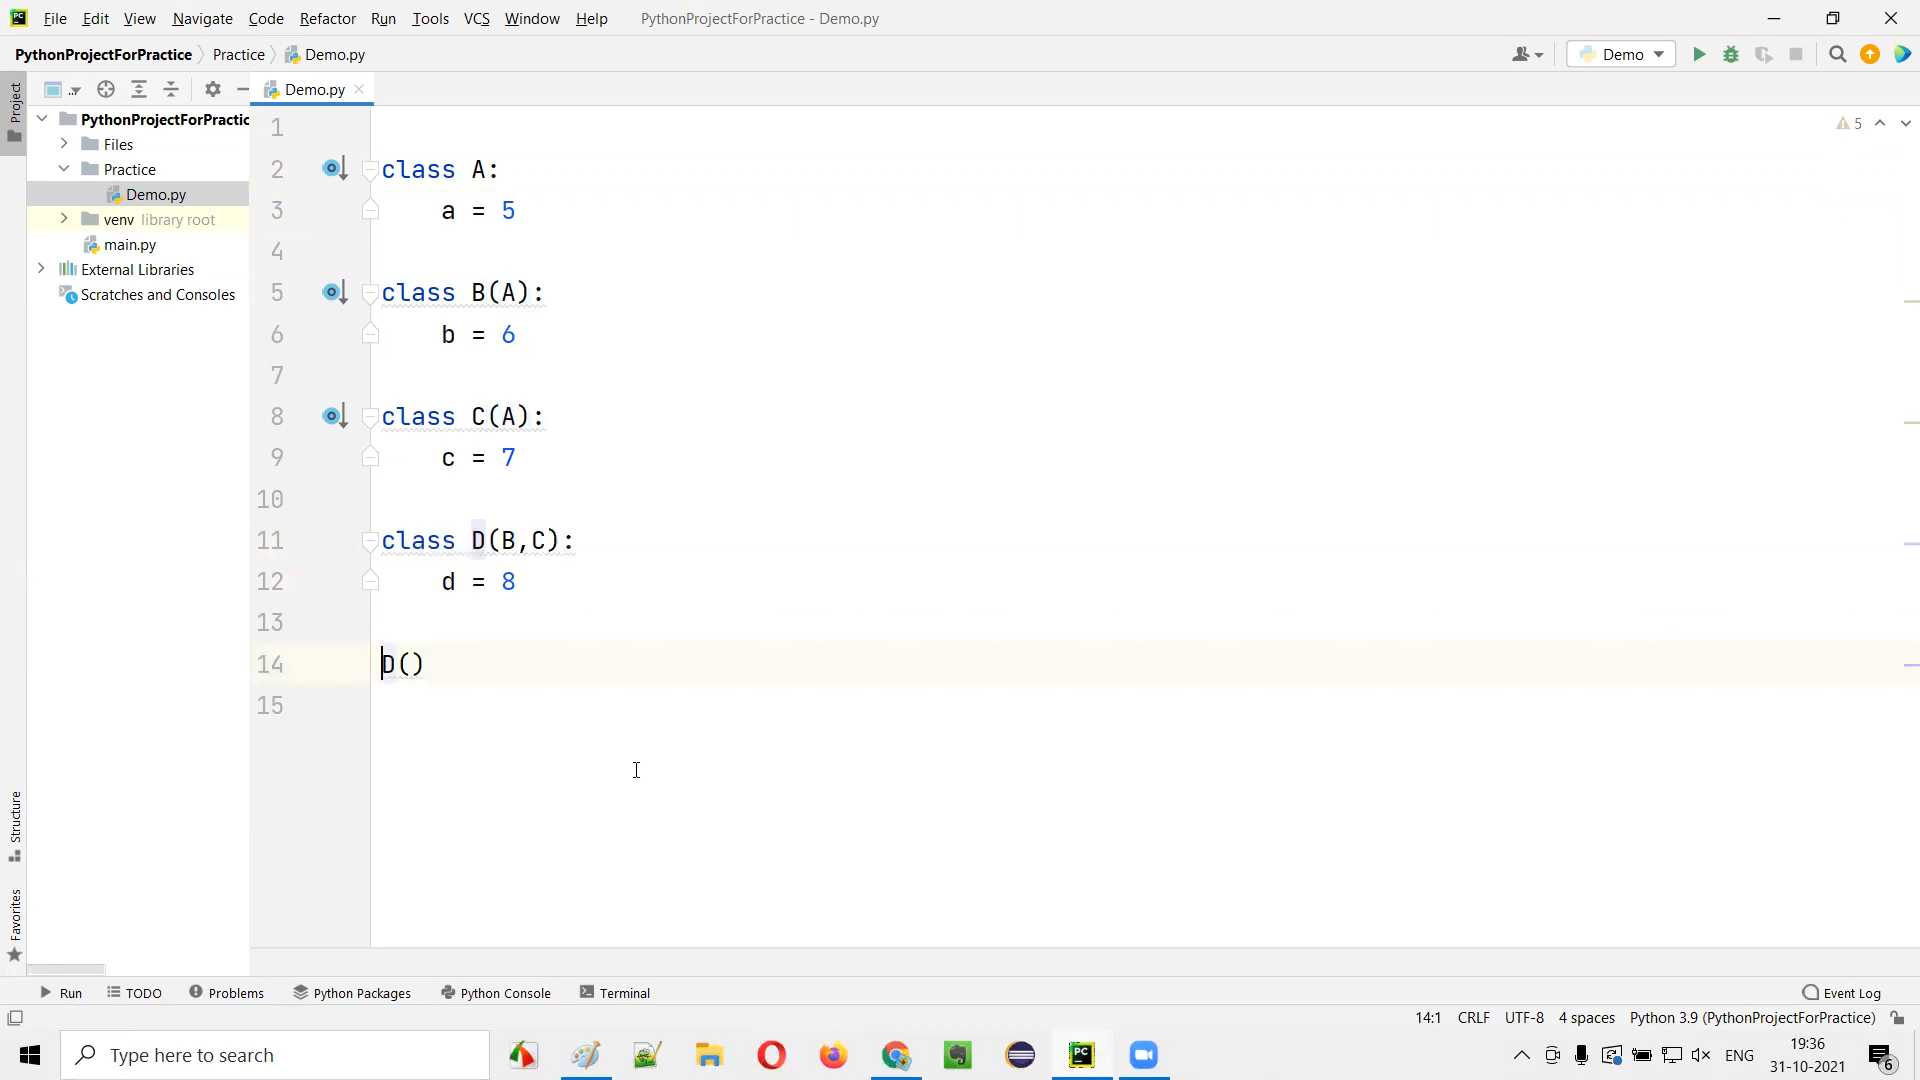 File Edit View Navigate Code Refactor Run Tools VCS Window Help PythonProjectForPractice - Demo.py
PythonProjectForPractice Practice Demo.py Demo
Project
.. Demo.py
PythonProjectForPractic
Files
Practice
Demo.py
venv library root
main.py
External Libraries
Scratches and Consoles
5
1
2 class A:
3 a = 5
4
5 class B(A):
6 b = 6
7
8 class C(A):
9 c = 7
10
11 class D(B,C):
12 d = 8
13
14 D()
15
Structure
Favorites
Run TODO Problems Python Packages Python Console Terminal Event Log
14:1 CRLF UTF-8 4 spaces Python 3.9 (PythonProjectForPractice)
Type here to search PC ENG 19:36
31-10-2021 6